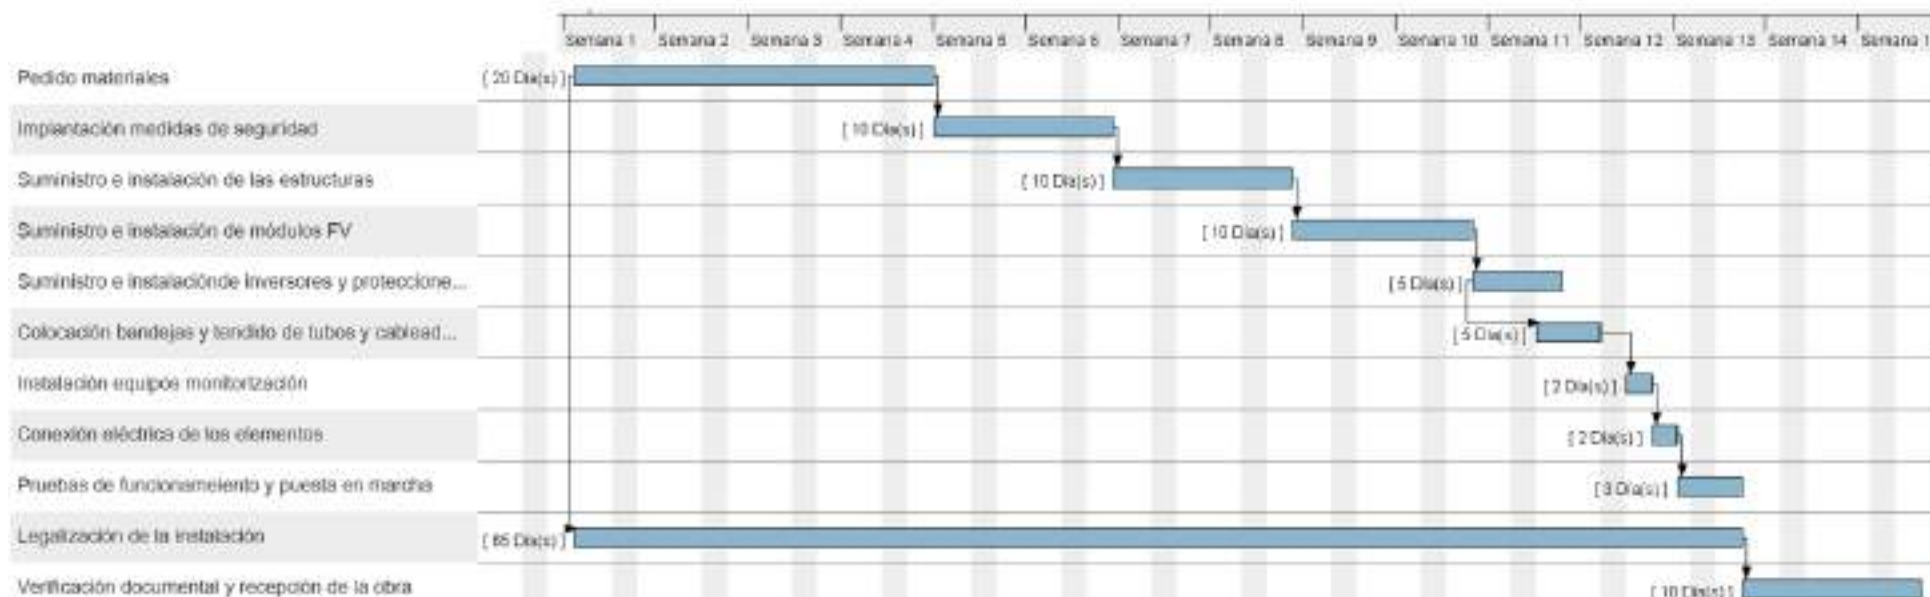 Semana 1 Semana 2 Semana 3 Semana 4 Semana 5 Semana 6 Semana 7 Semana 8 Semana 9 Semana 10 Semana 11 Semana 12 Semana 13 Semana 14 Semana 1
Pedido materiales [ 20 Día(s) ]
Implantación medidas de seguridad [ 10 Día(s) ]
Suministro e instalación de las estructuras [ 10 Día(s) ]
Suministro e instalación de módulos FV [ 10 Día(s) ]
Suministro e instalaciónde inversores y proteccione... [ 5 Día(s) ]
Colocación bandejas y tendido de tubos y cablead... [ 5 Día(s) ]
Instalación equipos monitorización [ 2 Día(s) ]
Conexión eléctrica de los elementos [ 2 Día(s) ]
Pruebas de funcionameiento y puesta en marcha [ 3 Día(s) ]
Legalización de la instalación [ 65 Día(s) ]
Verificación documental y recepción de la obra [ 10 Día(s) ]